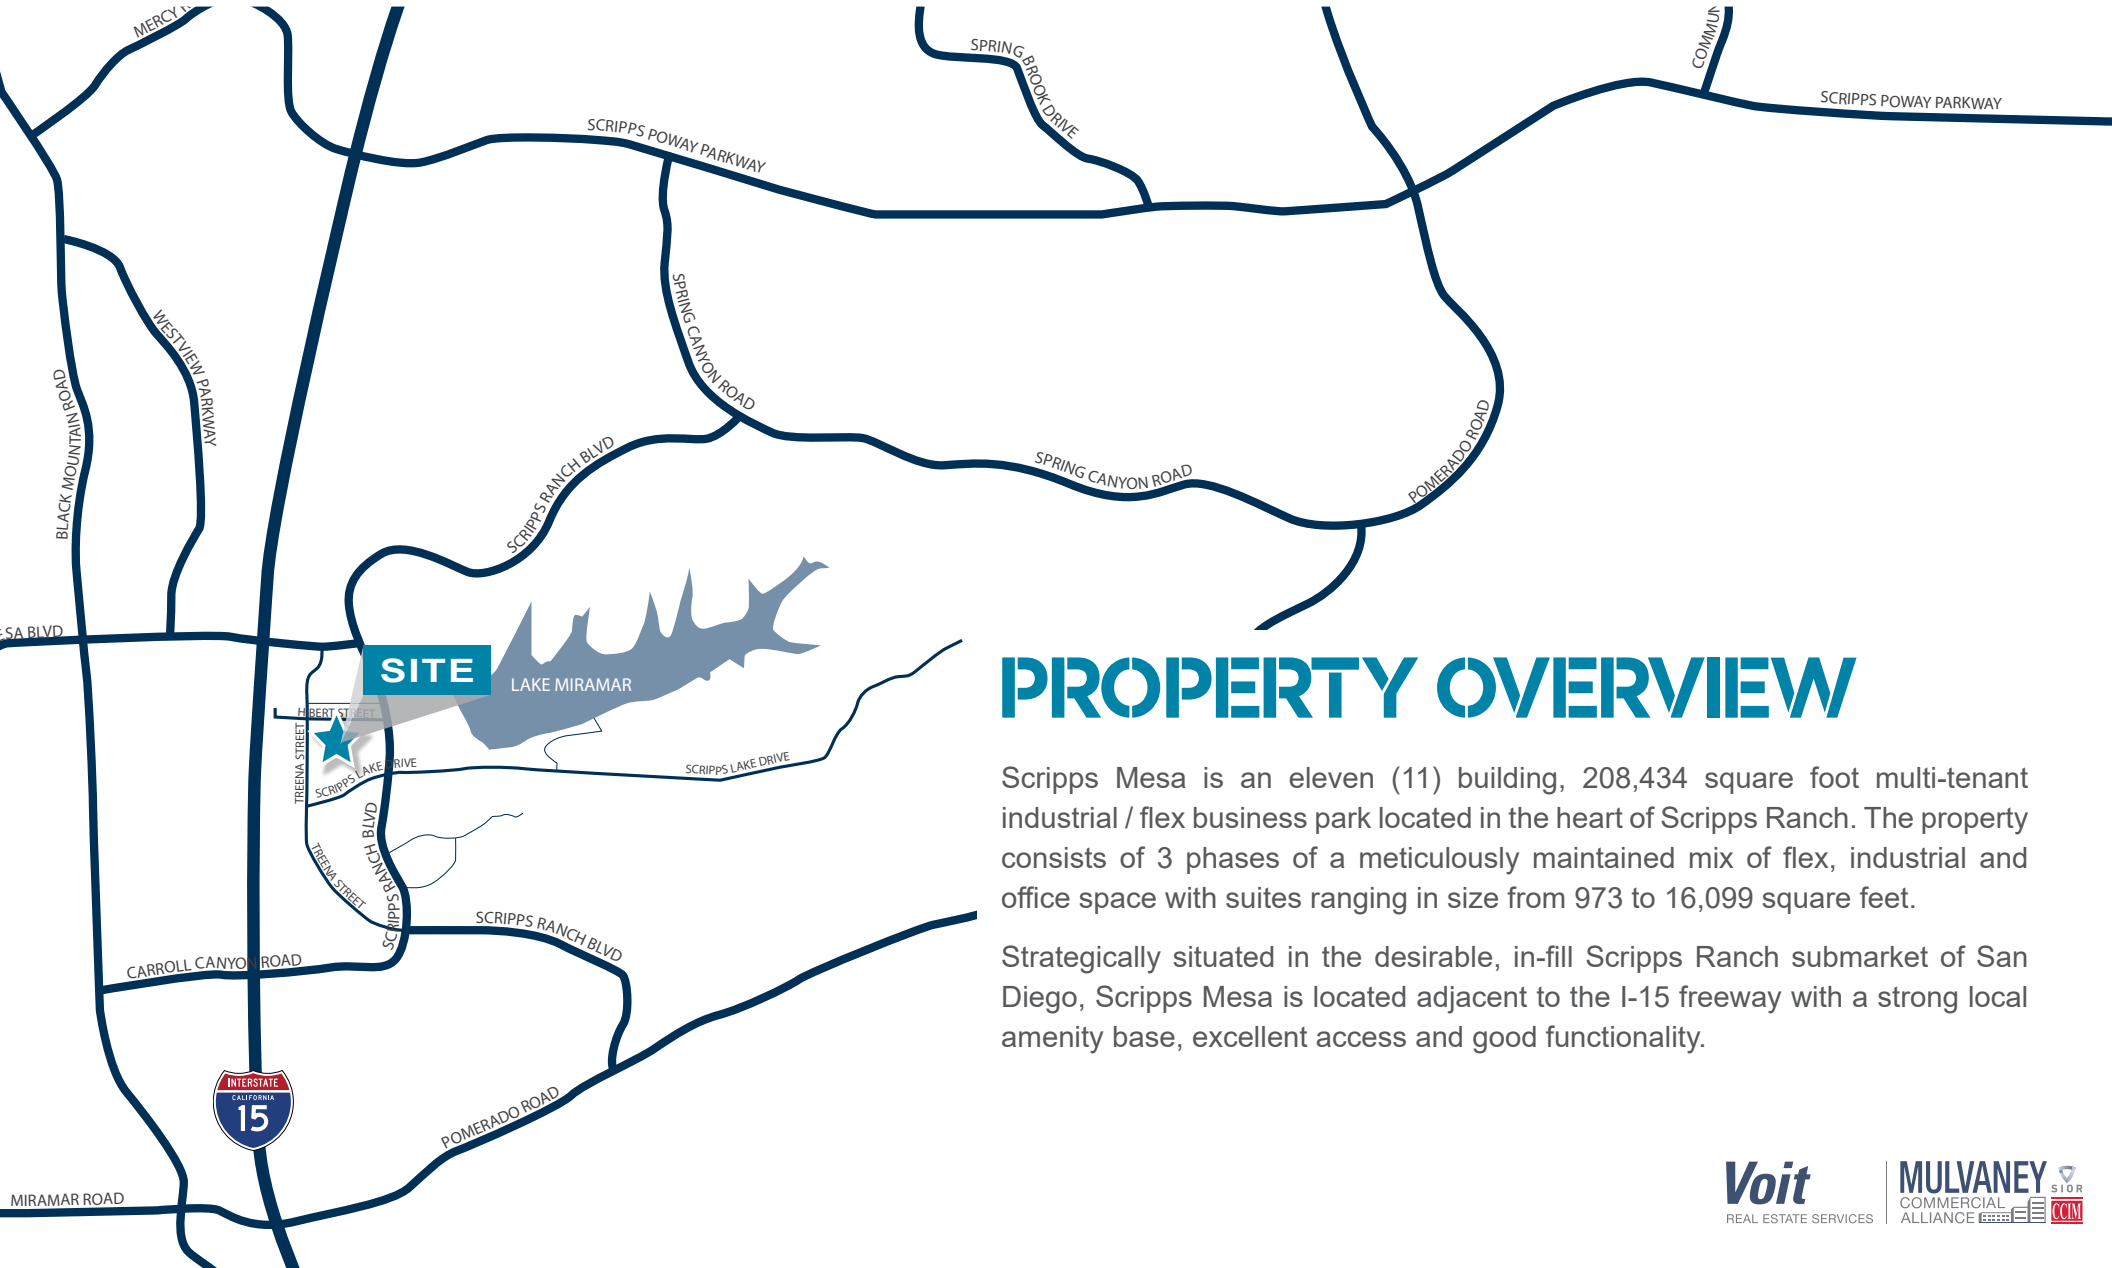 SPRING BROOK DRIVE
SCRIPPS POWAY PARKWAY
SCRIPPS POWAY PARKWAY
SPRING CANYON ROAD
WESTVIEW PARKWAY
BLACK MOUNTAIN ROAD
SCRIPPS RANCH BLVD
SPRING CANYON ROAD
POMERADO ROAD
SA BLVD
SITE
LAKE MIRAMAR
HIBERT STREET
TREENA STREET
SCRIPPS LAKE DRIVE
SCRIPPS LAKE DRIVE
SCRIPPS RANCH BLVD
TREENA STREET
SCRIPPS RANCH BLVD
CARROLL CANYON ROAD
INTERSTATE
CALIFORNIA
15
POMERADO ROAD
MIRAMAR ROAD
PROPERTY OVERVIEW
Scripps Mesa is an eleven (11) building, 208,434 square foot multi-tenant
industrial / flex business park located in the heart of Scripps Ranch. The property
consists of 3 phases of a meticulously maintained mix of flex, industrial and
office space with suites ranging in size from 973 to 16,099 square feet.
Strategically situated in the desirable, in-fill Scripps Ranch submarket of San
Diego, Scripps Mesa is located adjacent to the I-15 freeway with a strong local
amenity base, excellent access and good functionality.
Voit
REAL ESTATE SERVICES
MULVANEY
COMMERCIAL
ALLIANCE
SIOR
CCIM
MERCY